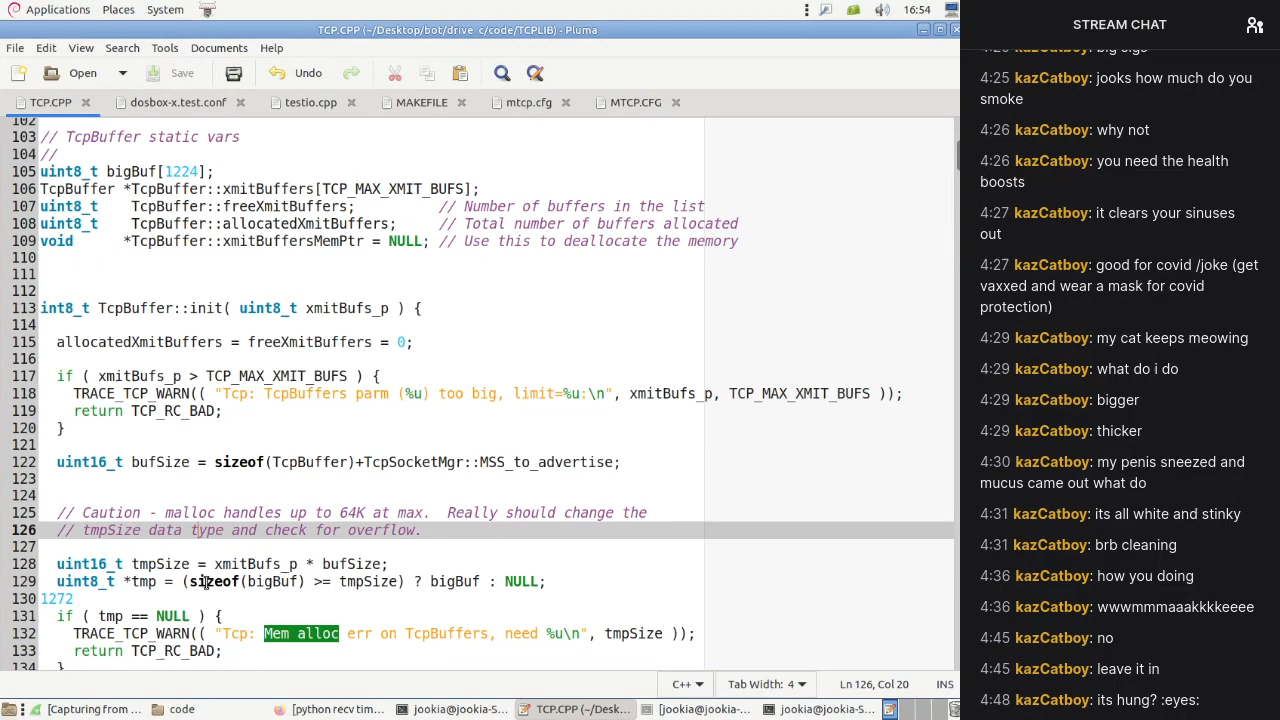 Applications Places System 16:54
TCP.CPP (~/Desktop/bot/drive_c/code/TCPLIB) - Pluma
File Edit View Search Tools Documents Help
Open Save Undo
TCP.CPP dosbox-x.test.conf testio.cpp MAKEFILE mtcp.cfg MTCP.CFG
102
103 // TcpBuffer static vars
104 //
105 uint8_t bigBuf[1224];
106 TcpBuffer *TcpBuffer::xmitBuffers[TCP_MAX_XMIT_BUFS];
107 uint8_t    TcpBuffer::freeXmitBuffers;          // Number of buffers in the list
108 uint8_t    TcpBuffer::allocatedXmitBuffers;     // Total number of buffers allocated
109 void      *TcpBuffer::xmitBuffersMemPtr = NULL; // Use this to deallocate the memory
110
111
112
113 int8_t TcpBuffer::init( uint8_t xmitBufs_p ) {
114
115   allocatedXmitBuffers = freeXmitBuffers = 0;
116
117   if ( xmitBufs_p > TCP_MAX_XMIT_BUFS ) {
118     TRACE_TCP_WARN(( "Tcp: TcpBuffers parm (%u) too big, limit=%u:\n", xmitBufs_p, TCP_MAX_XMIT_BUFS ));
119     return TCP_RC_BAD;
120   }
121
122   uint16_t bufSize = sizeof(TcpBuffer)+TcpSocketMgr::MSS_to_advertise;
123
124
125   // Caution - malloc handles up to 64K at max.  Really should change the
126   // tmpSize data type and check for overflow.
127
128   uint16_t tmpSize = xmitBufs_p * bufSize;
129   uint8_t *tmp = (sizeof(bigBuf) >= tmpSize) ? bigBuf : NULL;
130 1272
131   if ( tmp == NULL ) {
132     TRACE_TCP_WARN(( "Tcp: Mem alloc err on TcpBuffers, need %u\n", tmpSize ));
133     return TCP_RC_BAD;
134   }
C++ Tab Width: 4 Ln 126, Col 20 INS
[Capturing from ... code [pythonextim... jookia@jookia-S... TCP.CPP (~/Desk... [jookia@jookia-... jookia@jookia-S...
STREAM CHAT
4:25 kazCatboy: jooks how much do you
smoke
4:26 kazCatboy: why not
4:26 kazCatboy: you need the health
boosts
4:27 kazCatboy: it clears your sinuses
out
4:27 kazCatboy: good for covid /joke (get
vaxxed and wear a mask for covid
protection)
4:29 kazCatboy: my cat keeps meowing
4:29 kazCatboy: what do i do
4:29 kazCatboy: bigger
4:29 kazCatboy: thicker
4:30 kazCatboy: my penis sneezed and
mucus came out what do
4:31 kazCatboy: its all white and stinky
4:31 kazCatboy: brb cleaning
4:36 kazCatboy: how you doing
4:36 kazCatboy: wwwmmmaaakkkkeeee
4:45 kazCatboy: no
4:45 kazCatboy: leave it in
4:48 kazCatboy: its hung? :eyes: